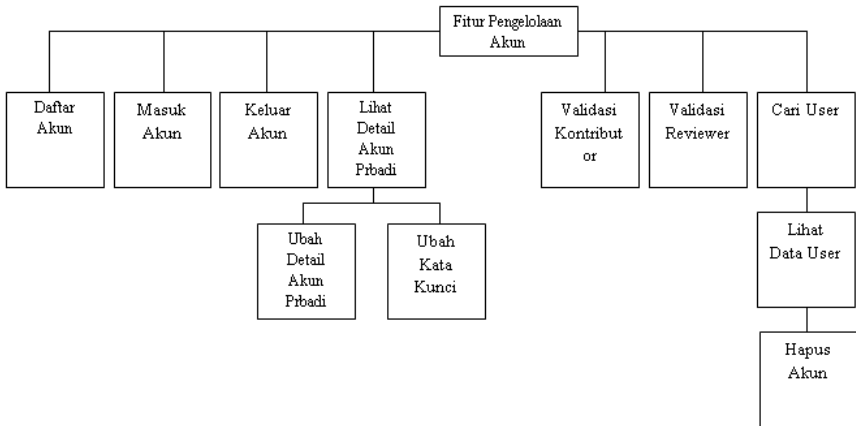 Fitur Pengelolaan
Akun
Daftar
Akun
Masuk
Akun
Keluar
Akun
Lihat
Detail
Akun
Prbadi
Validasi
Kontribut
or
Validasi
Reviewer
Cari User
Ubah
Detail
Akun
Prbadi
Ubah
Kata
Kunci
Lihat
Data User
Hapus
Akun